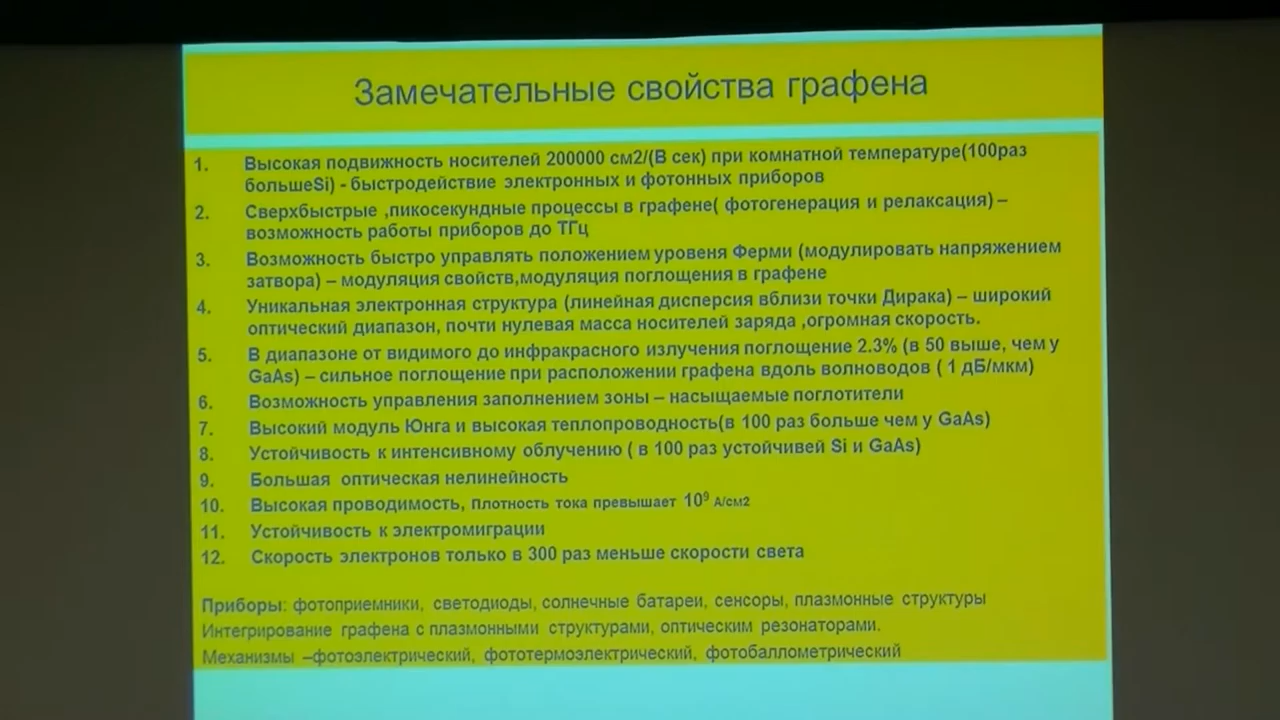 Замечательные свойства графена
1. Высокая подвижность носителей 200000 см2/(В сек) при комнатной температуре(100раз
большеSi) - быстродействие электронных и фотонных приборов
2. Сверхбыстрые ,пикосекундные процессы в графене( фотогенерация и релаксация) –
возможность работы приборов до ТГц
3. Возможность быстро управлять положением уровеня Ферми (модулировать напряжением
затвора) – модуляция свойств,модуляция поглощения в графене
4. Уникальная электронная структура (линейная дисперсия вблизи точки Дирака) – широкий
оптический диапазон, почти нулевая масса носителей заряда ,огромная скорость.
5. В диапазоне от видимого до инфракрасного излучения поглощение 2.3% (в 50 выше, чем у
GaAs) – сильное поглощение при расположении графена вдоль волноводов ( 1 дБ/мкм)
6. Возможность управления заполнением зоны – насыщаемые поглотители
7. Высокий модуль Юнга и высокая теплопроводность(в 100 раз больше чем у GaAs)
8. Устойчивость к интенсивному облучению ( в 100 раз устойчивей Si и GaAs)
9. Большая оптическая нелинейность
10. Высокая проводимость, Плотность тока превышает 10⁹ А/см2
11. Устойчивость к электромиграции
12. Скорость электронов только в 300 раз меньше скорости света
Приборы: фотоприемники, светодиоды, солнечные батареи, сенсоры, плазмонные структуры
Интегрирование графена с плазмонными структурами, оптическим резонаторами.
Механизмы –фотоэлектрический, фототермоэлектрический, фотобаллометрический